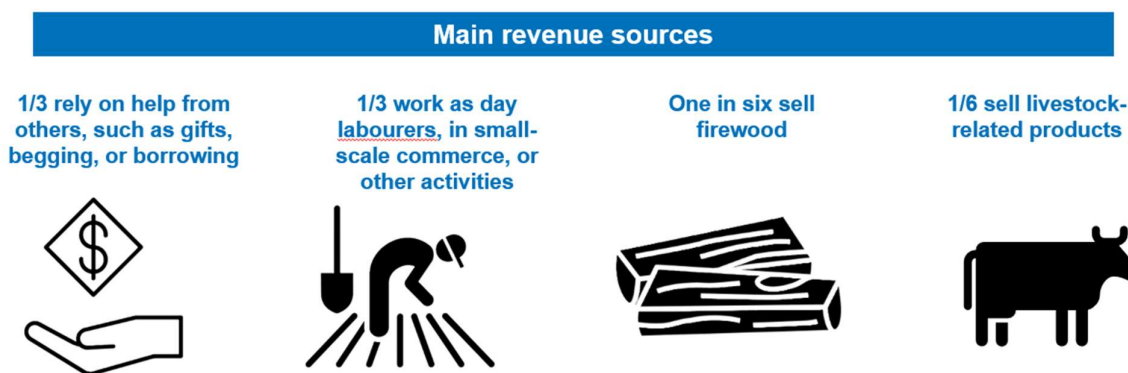 Main revenue sources
1/3 rely on help from
others, such as gifts,
begging, or borrowing
1/3 work as day
labourers, in small-
scale commerce, or
other activities
One in six sell
firewood
1/6 sell livestock-
related products
$